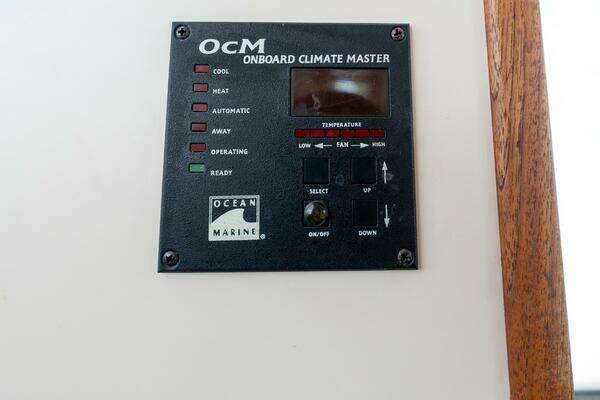 OCM
ONBOARD CLIMATE MASTER
COOL
HEAT
AUTOMATIC
AWAY
OPERATING
READY
TEMPERATURE
LOW ← FAN → HIGH
SELECT
UP
ON/OFF
DOWN
OCEAN
MARINE®